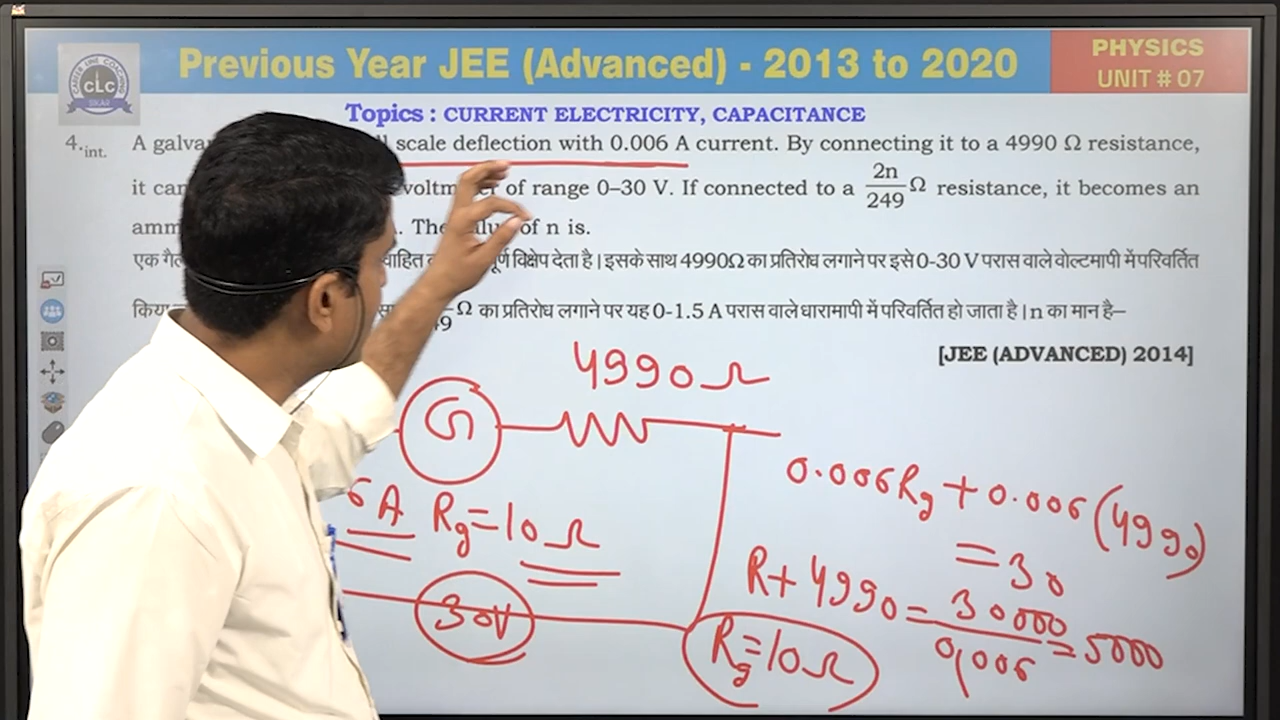 Previous Year JEE (Advanced) - 2013 to 2020
PHYSICS
UNIT # 07
CLC
SIKAR
Topics : CURRENT ELECTRICITY, CAPACITANCE
4.int. A galva scale deflection with 0.006 A current. By connecting it to a 4990 Ω resistance,
it can of range 0–30 V. If connected to a 2n/249 Ω resistance, it becomes an
amm The of n is.
एक विक्षेप देता है। इसके साथ 4990Ω का प्रतिरोध लगाने पर इसे 0-30 V परास वाले वोल्टमापी में परिवर्तित
Ω का प्रतिरोध लगाने पर यह 0-1.5 A परास वाले धारामापी में परिवर्तित हो जाता है। n का मान है–
[JEE (ADVANCED) 2014]
4990 Ω
G
0.006Rg + 0.006 (4990)
= 30
6 A Rg = 10 Ω
R + 4990 = 30000/0,006 = 5000
30V
Rg = 10 Ω